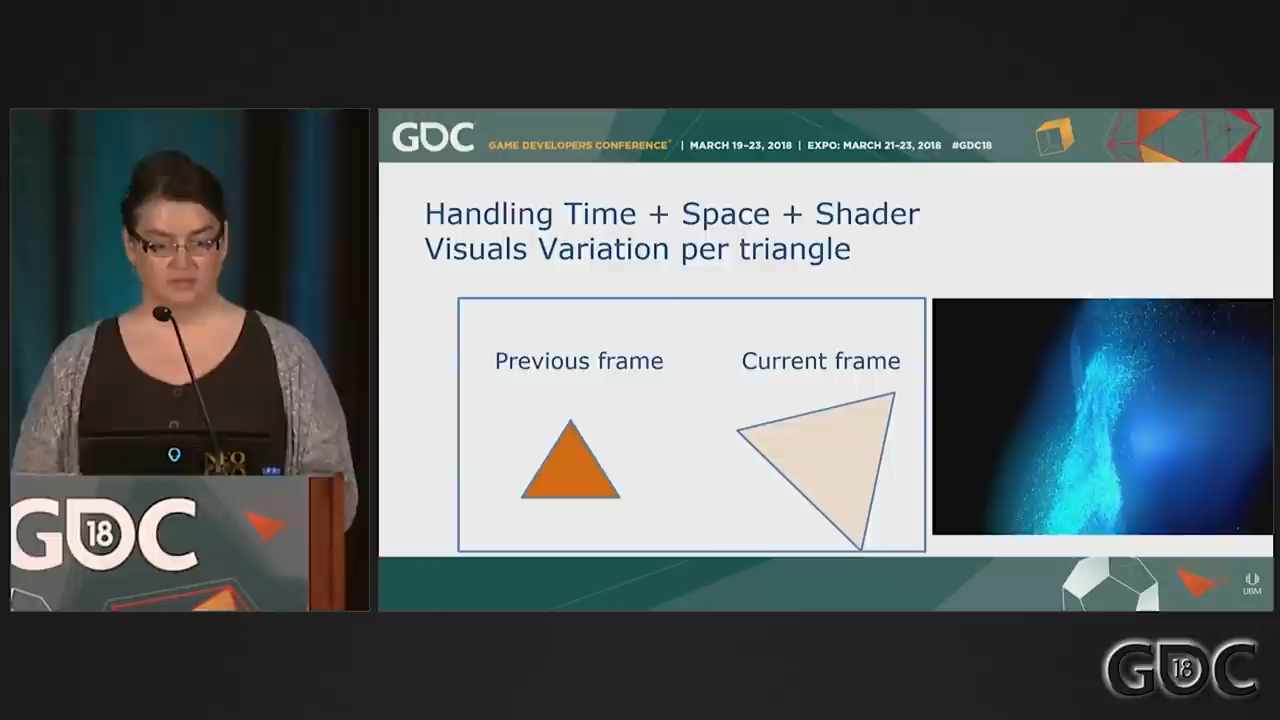 GDC
GAME DEVELOPERS CONFERENCE® | MARCH 19–23, 2018 | EXPO: MARCH 21–23, 2018 #GDC18
Handling Time + Space + Shader
Visuals Variation per triangle
Previous frame
Current frame
NEO
GDC
18
UBM
GDC
18